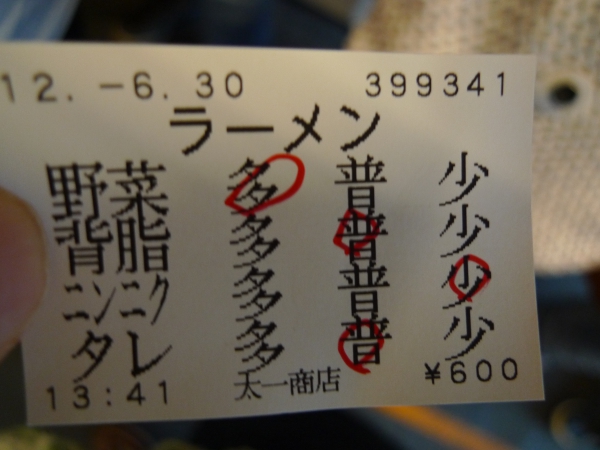 12.-6.30 399341
ラーメン
野菜 多 普 少
背脂 多 普 少
ニンニク 多 普 少
タレ 多 普 少
13:41 太一商店 ¥600